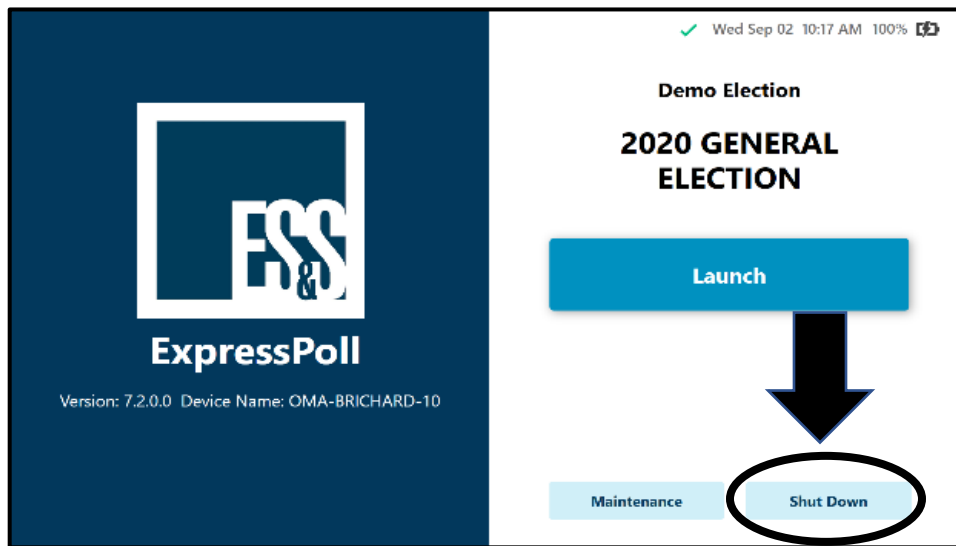 Wed Sep 02 10:17 AM 100%
Demo Election
2020 GENERAL
ELECTION
Launch
Maintenance
Shut Down
ES&S
ExpressPoll
Version: 7.2.0.0 Device Name: OMA-BRICHARD-10